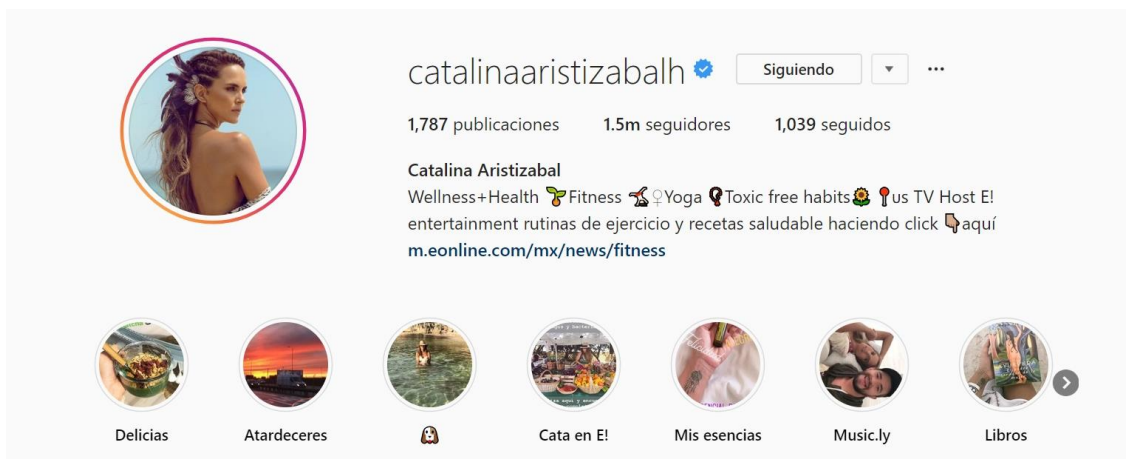 catalinaaristizabalh Siguiendo
1,787 publicaciones 1.5m seguidores 1,039 seguidos
Catalina Aristizabal
Wellness+Health 🌱Fitness 🤸♀Yoga 🎈Toxic free habits🌻 📍us TV Host E!
entertainment rutinas de ejercicio y recetas saludable haciendo click 👇🏽aquí
m.eonline.com/mx/news/fitness
Delicias Atardeceres 🐶 Cata en E! Mis esencias Music.ly Libros